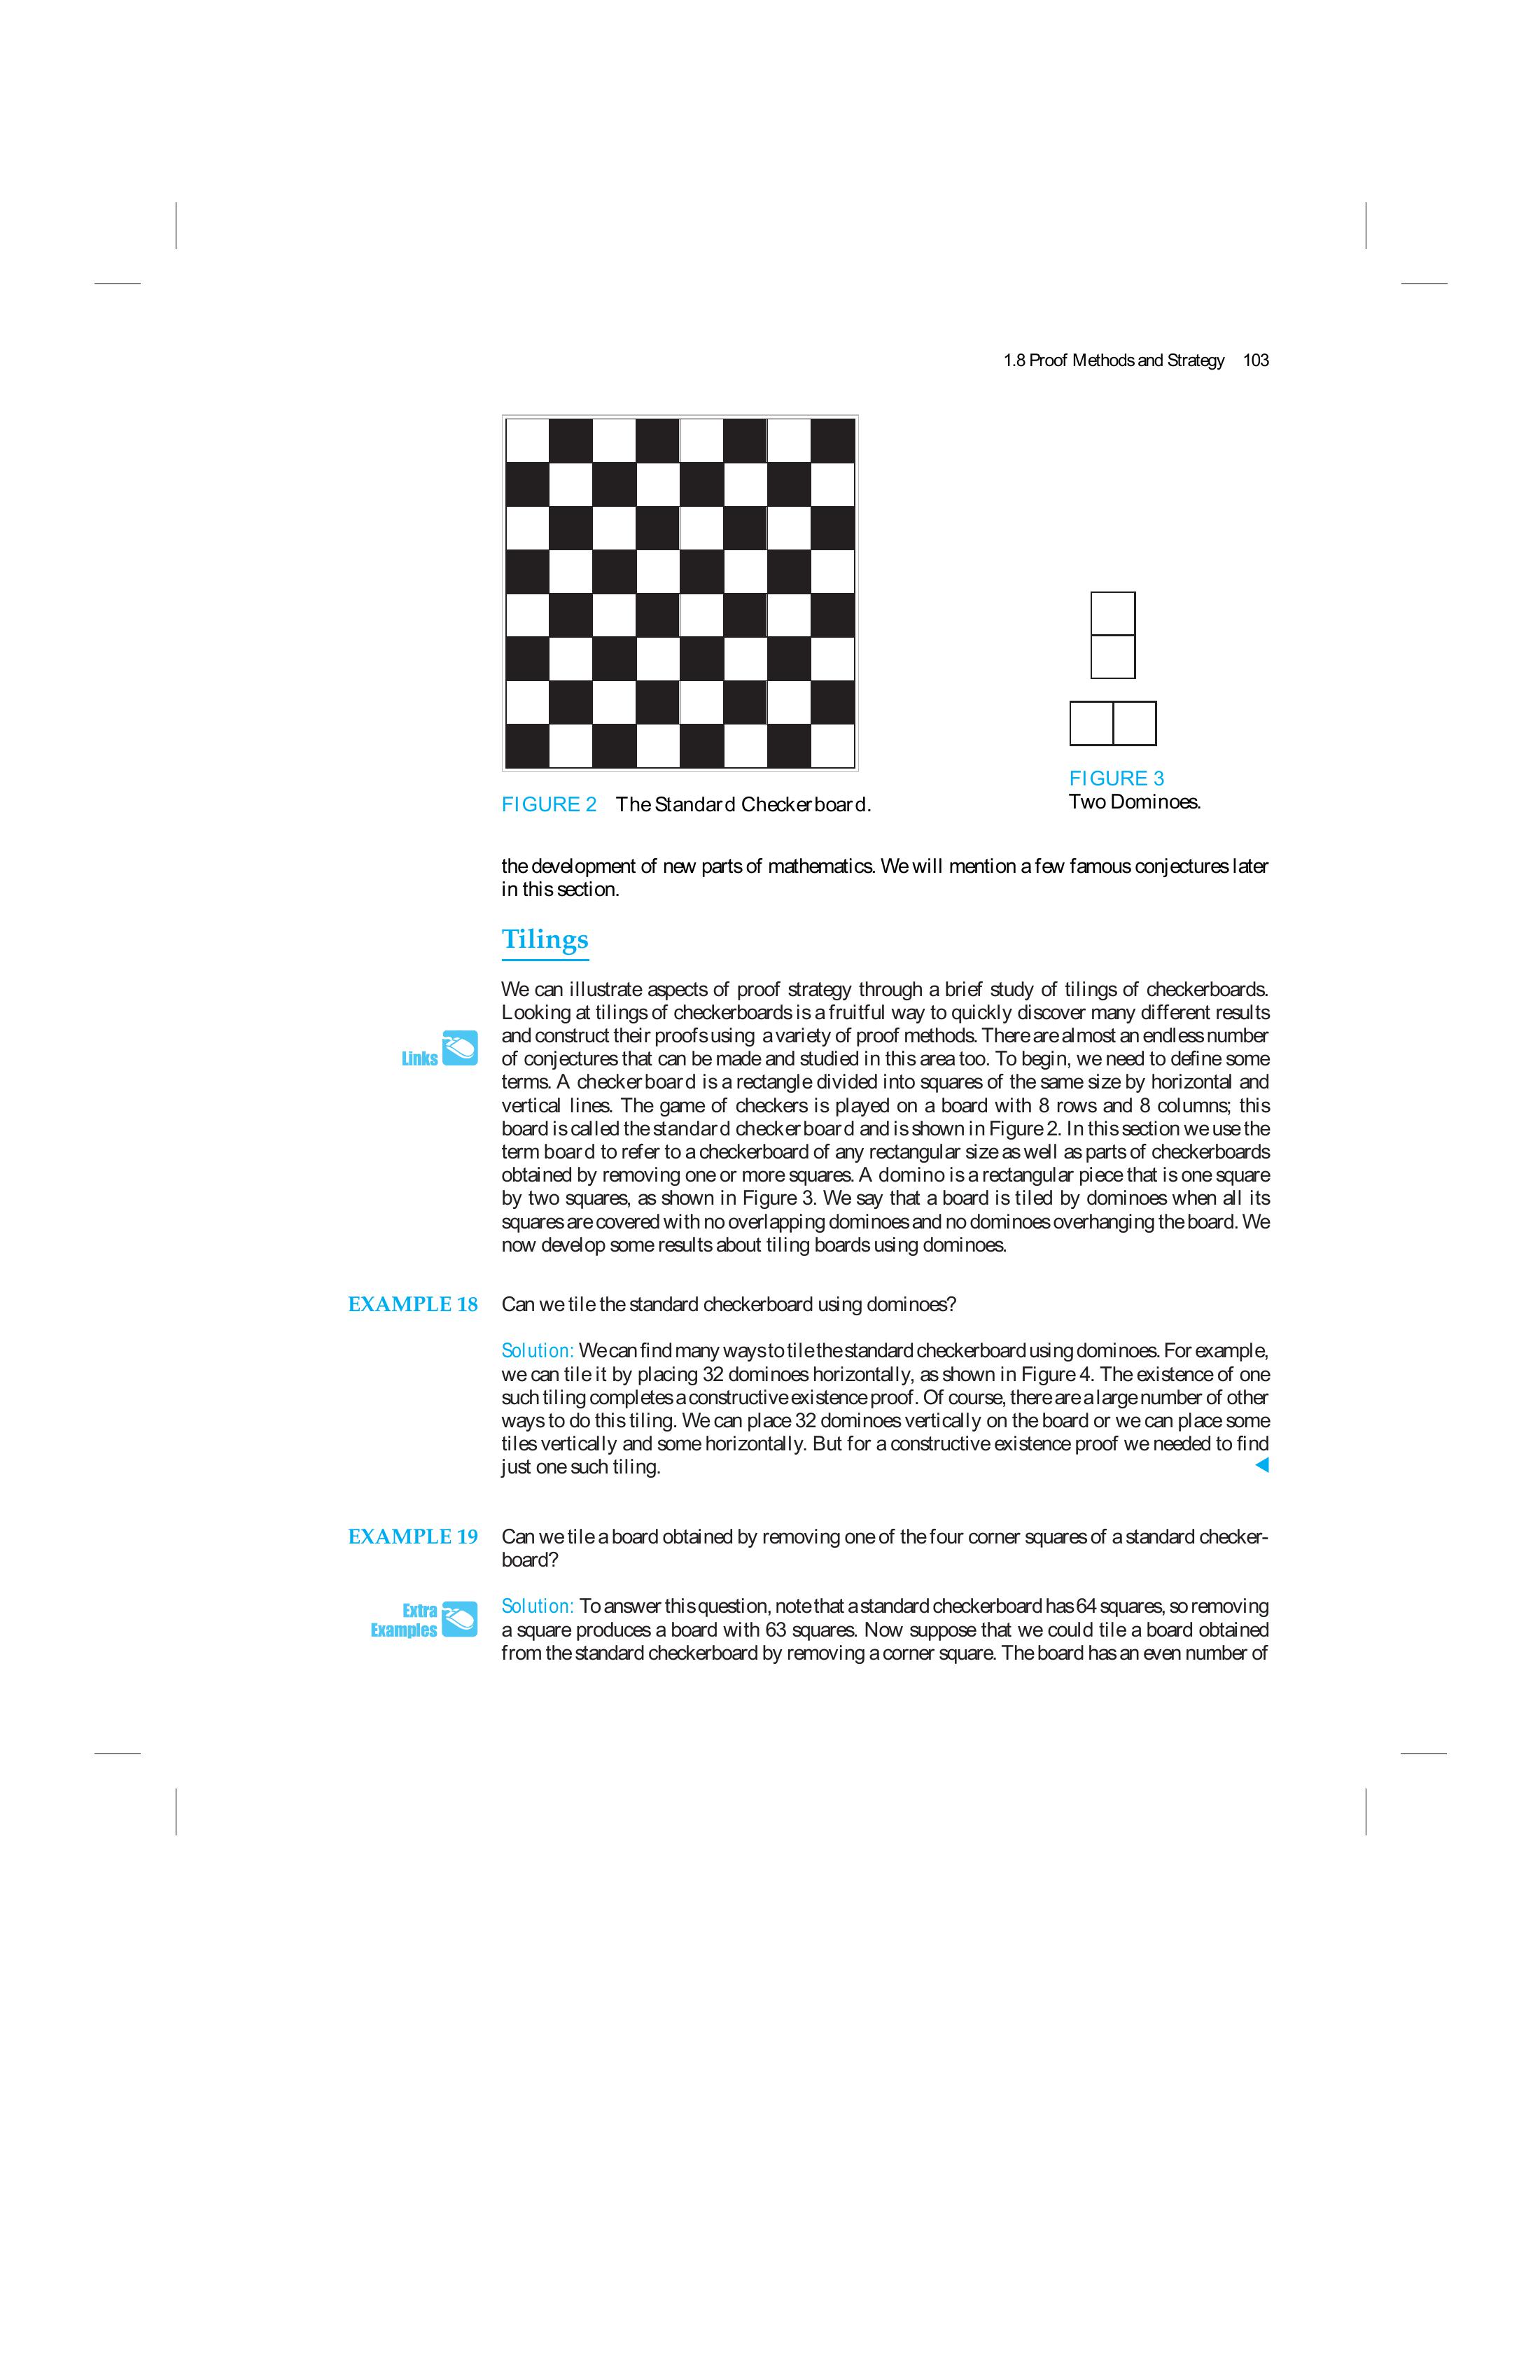 1.8 Proof Methods and Strategy 103
FIGURE 2 The Standard Checkerboard.
FIGURE 3
Two Dominoes.
the development of new parts of mathematics. We will mention a few famous conjectures later
in this section.
Tilings
We can illustrate aspects of proof strategy through a brief study of tilings of checkerboards.
Looking at tilings of checkerboards is a fruitful way to quickly discover many different results
and construct their proofs using a variety of proof methods. There are almost an endless number
Links
of conjectures that can be made and studied in this area too. To begin, we need to define some
terms. A checkerboard is a rectangle divided into squares of the same size by horizontal and
vertical lines. The game of checkers is played on a board with 8 rows and 8 columns; this
board is called the standard checkerboard and is shown in Figure 2. In this section we use the
term board to refer to a checkerboard of any rectangular size as well as parts of checkerboards
obtained by removing one or more squares. A domino is a rectangular piece that is one square
by two squares, as shown in Figure 3. We say that a board is tiled by dominoes when all its
squares are covered with no overlapping dominoes and no dominoes overhanging the board. We
now develop some results about tiling boards using dominoes.
EXAMPLE 18 Can we tile the standard checkerboard using dominoes?
Solution: We can find many ways to tile the standard checkerboard using dominoes. For example,
we can tile it by placing 32 dominoes horizontally, as shown in Figure 4. The existence of one
such tiling completes a constructive existence proof. Of course, there are a large number of other
ways to do this tiling. We can place 32 dominoes vertically on the board or we can place some
tiles vertically and some horizontally. But for a constructive existence proof we needed to find
just one such tiling.
EXAMPLE 19 Can we tile a board obtained by removing one of the four corner squares of a standard checker-
board?
Extra
Examples
Solution: To answer this question, note that a standard checkerboard has 64 squares, so removing
a square produces a board with 63 squares. Now suppose that we could tile a board obtained
from the standard checkerboard by removing a corner square. The board has an even number of